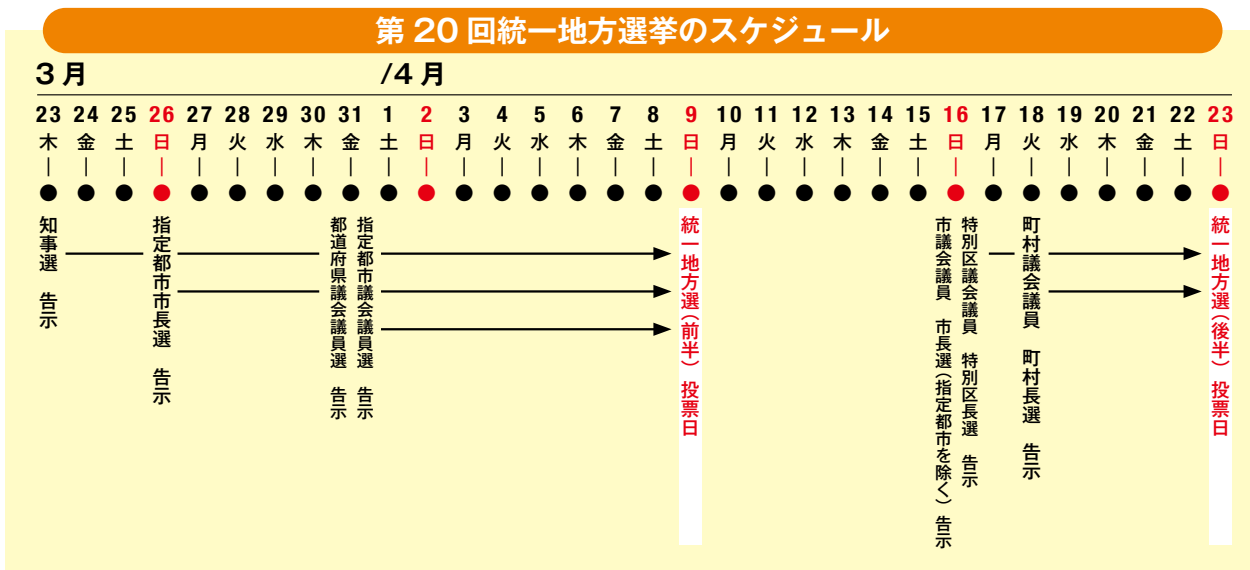 第20回統一地方選挙のスケジュール
3月 /4月
23 24 25 26 27 28 29 30 31 1 2 3 4 5 6 7 8 9 10 11 12 13 14 15 16 17 18 19 20 21 22 23
木 金 土 日 月 火 水 木 金 土 日 月 火 水 木 金 土 日 月 火 水 木 金 土 日 月 火 水 木 金 土 日
知事選 告示
指定都市市長選 告示
指定都市議会議員選 告示
都道府県議会議員選 告示
統一地方選(前半) 投票日
特別区議会議員 特別区長選 告示
市議会議員 市長選(指定都市を除く) 告示
町村議会議員 町村長選 告示
統一地方選(後半) 投票日